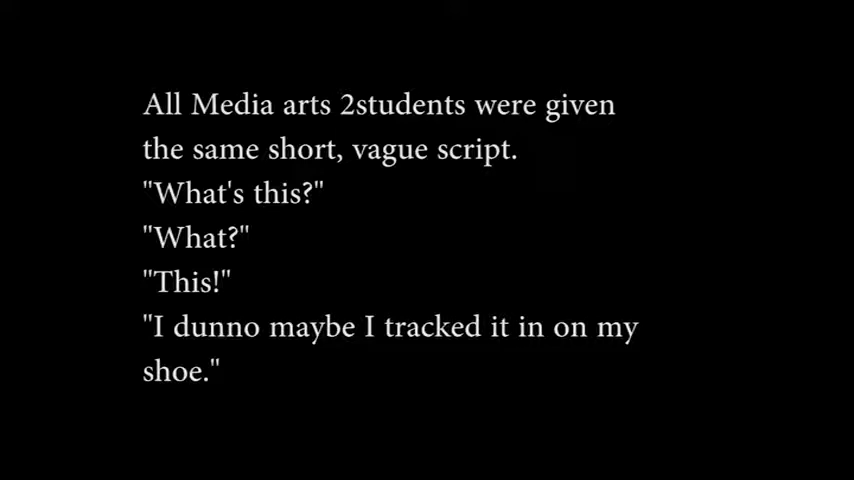 All Media arts 2students were given
the same short, vague script.
"What's this?"
"What?"
"This!"
"I dunno maybe I tracked it in on my
shoe."